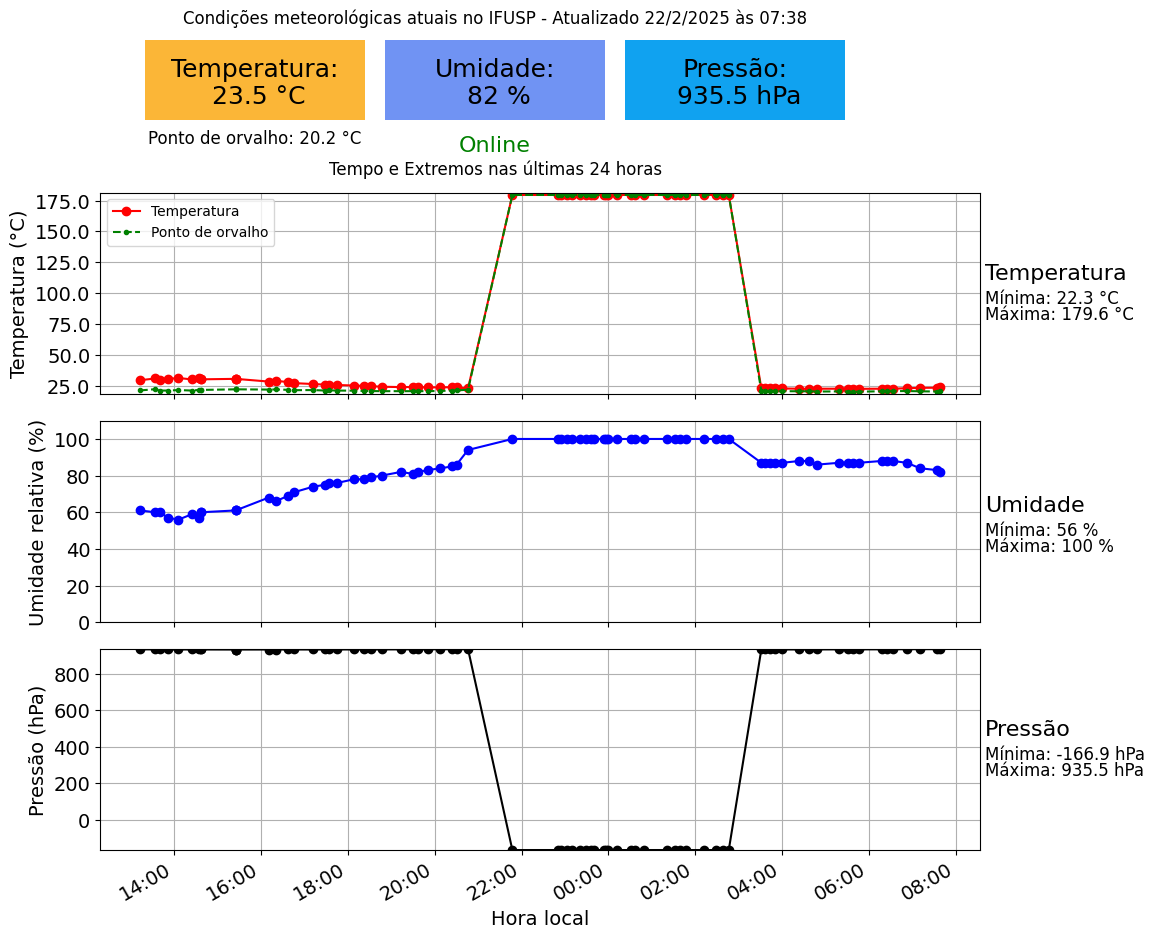 Condições meteorológicas atuais no IFUSP - Atualizado 22/2/2025 às 07:38
Temperatura:
23.5 °C
Umidade:
82 %
Pressão:
935.5 hPa
Ponto de orvalho: 20.2 °C
Online
Tempo e Extremos nas últimas 24 horas
Temperatura (°C)
175.0
150.0
125.0
100.0
75.0
50.0
25.0
Temperatura
Ponto de orvalho
Temperatura
Mínima: 22.3 °C
Máxima: 179.6 °C
Umidade relativa (%)
100
80
60
40
20
0
Umidade
Mínima: 56 %
Máxima: 100 %
Pressão (hPa)
800
600
400
200
0
Pressão
Mínima: -166.9 hPa
Máxima: 935.5 hPa
14:00
16:00
18:00
20:00
22:00
00:00
02:00
04:00
06:00
08:00
Hora local